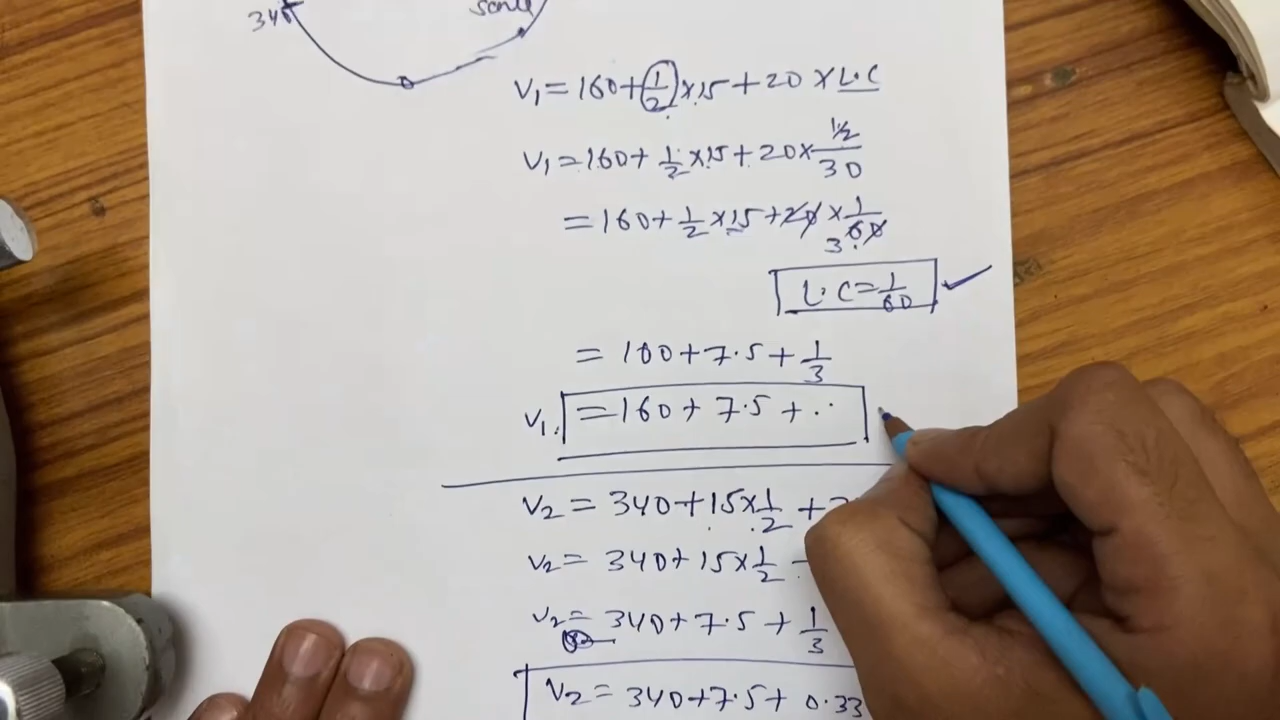 340
scale
V₁ = 160 + 1/2 × 15 + 20 × L.C
V₁ = 160 + 1/2 × 15 + 20 × 1/2/30
= 160 + 1/2 × 15 + 20 × 1/60
3
L.C = 1/60
= 160 + 7.5 + 1/3
V₁ = 160 + 7.5 + ..
V₂ = 340 + 15 × 1/2 +
V₂ = 340 + 15 × 1/2
V₂ = 340 + 7.5 + 1/3
V₂ = 340 + 7.5 + 0.33